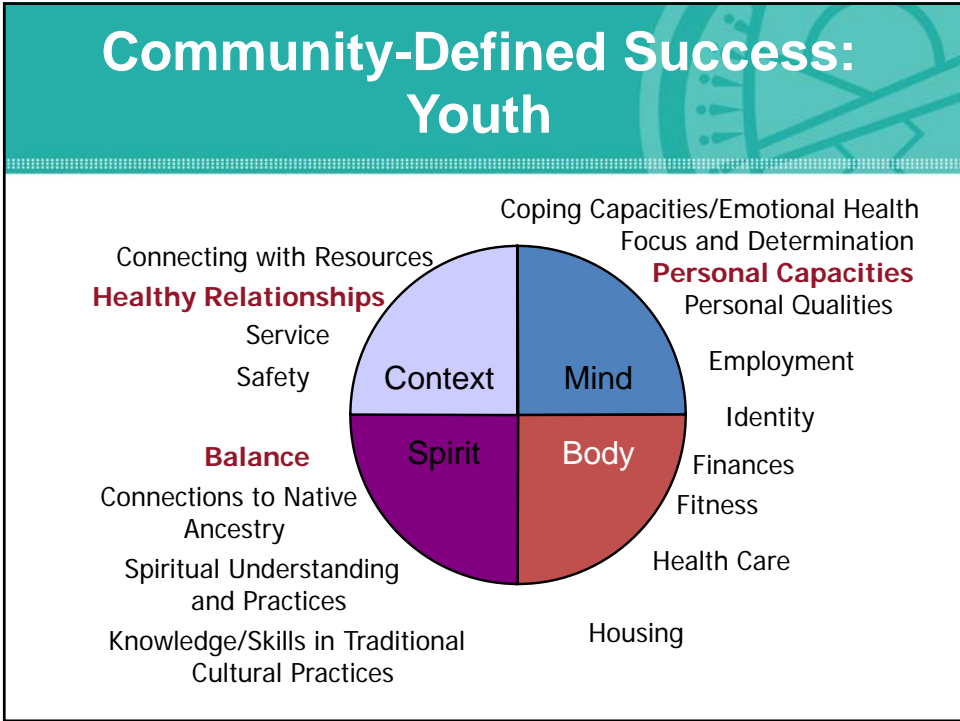 Community-Defined Success:
Youth
Coping Capacities/Emotional Health
Focus and Determination
Personal Capacities
Personal Qualities
Employment
Identity
Connecting with Resources
Healthy Relationships
Service
Safety
Context
Mind
Spirit
Body
Balance
Connections to Native
Ancestry
Spiritual Understanding
and Practices
Knowledge/Skills in Traditional
Cultural Practices
Finances
Fitness
Health Care
Housing